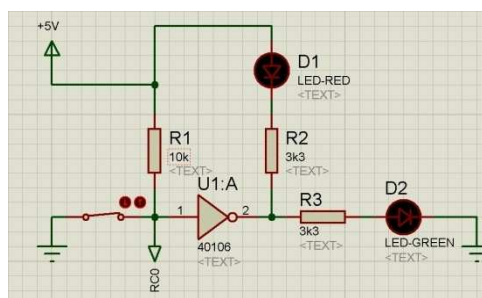 +5V
D1
LED-RED
<TEXT>
R1
10k
<TEXT>
R2
3k3
<TEXT>
U1:A
1
2
40106
<TEXT>
R3
3k3
<TEXT>
D2
LED-GREEN
<TEXT>
RC0